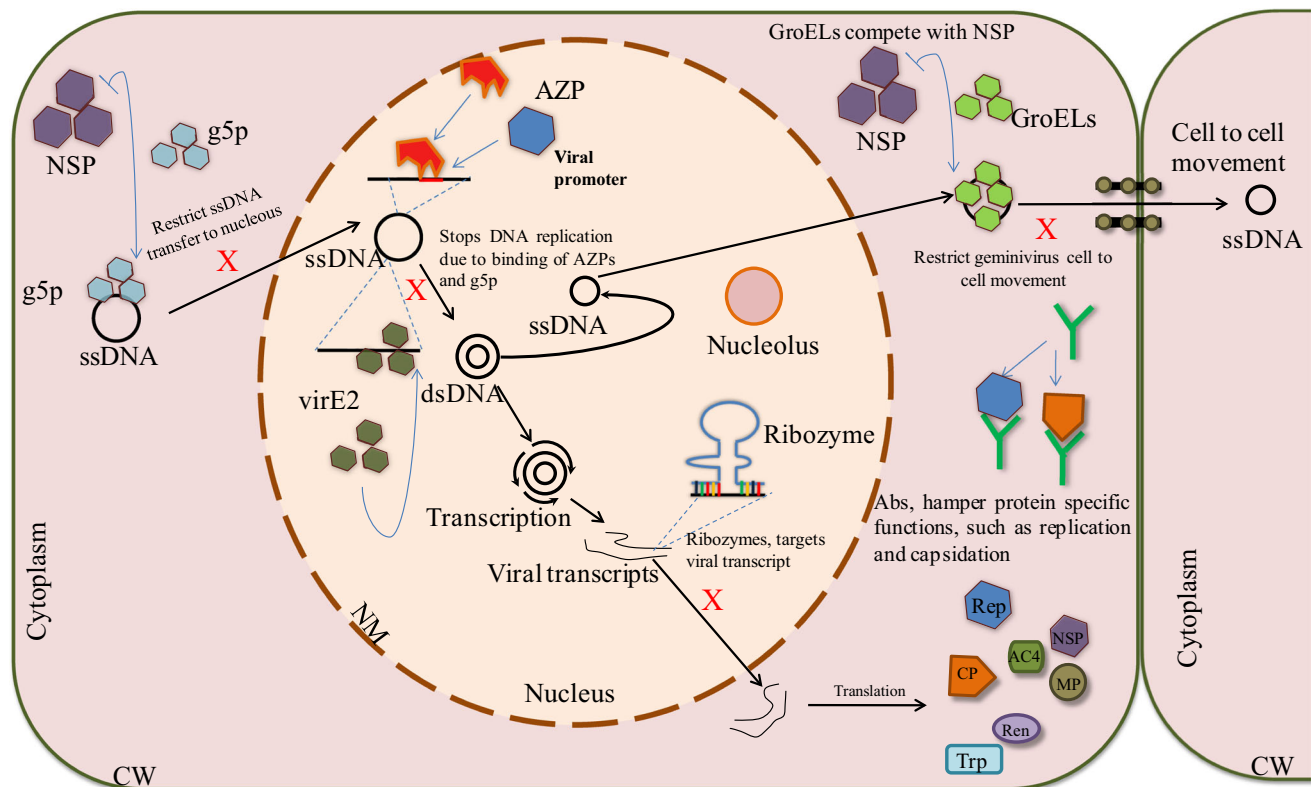 GroELs compete with NSP
NSP
g5p
AZP
Viral
promoter
NSP
GroELs
Cell to cell
movement
Restrict ssDNA
transfer to nucleous
X
g5p
ssDNA
ssDNA
Stops DNA replication
due to binding of AZPs
and g5p
X
ssDNA
X
Restrict geminivirus cell to
cell movement
ssDNA
Nucleolus
virE2
dsDNA
Ribozyme
Transcription
Abs, hamper protein specific
functions, such as replication
and capsidation
Viral transcripts
Ribozymes, targets
viral transcript
X
Cytoplasm
NM
Nucleus
Translation
Rep
NSP
AC4
CP
MP
Ren
Trp
Cytoplasm
CW
CW